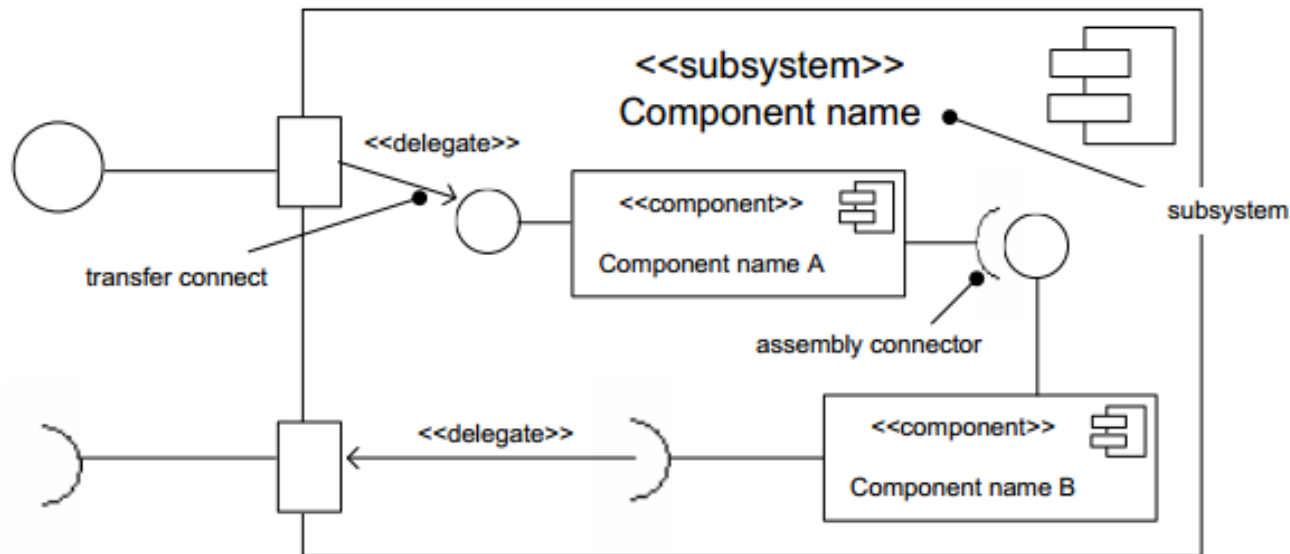 <<subsystem>>
Component name
<<delegate>>
<<component>>
Component name A
subsystem
transfer connect
assembly connector
<<delegate>>
<<component>>
Component name B